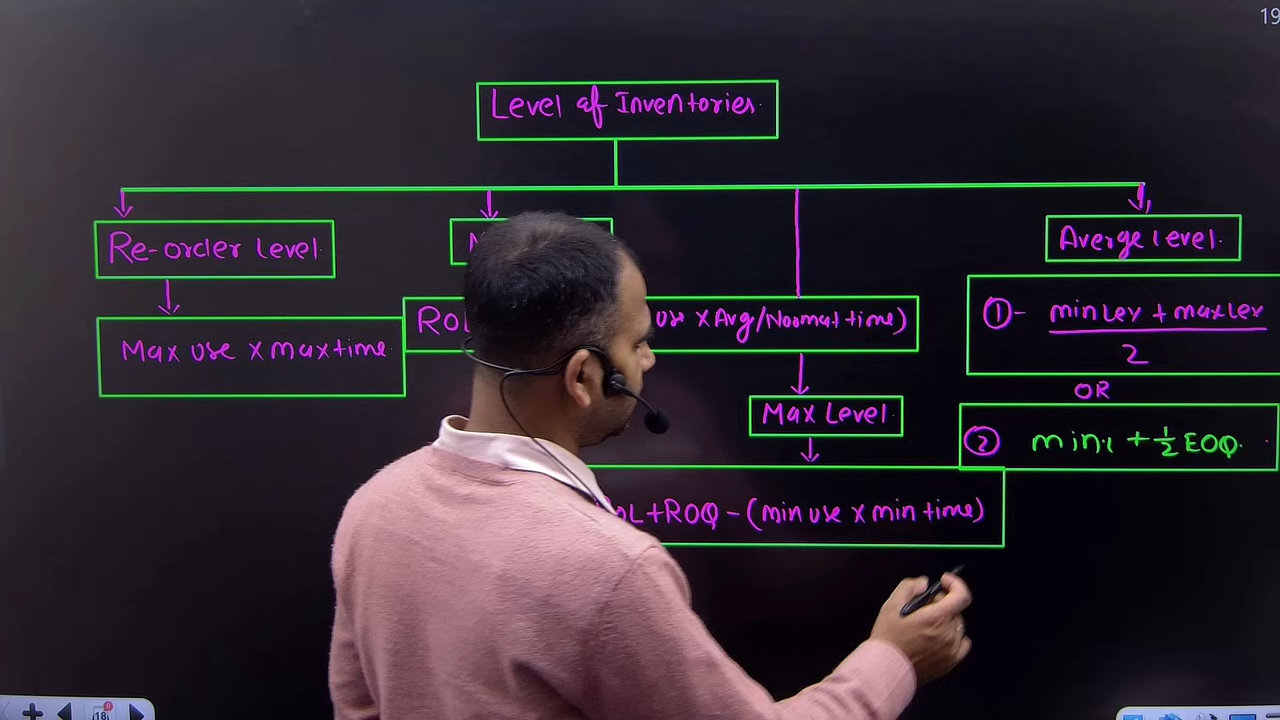 19
Level of Inventories
Re-order Level
Averge Level
Max use x max time
use x Avg/Normal time)
①- min Lev + max Lev
2
OR
Max Level
② min.l + ½ EOQ
OL + ROQ - (min use x min time)
18